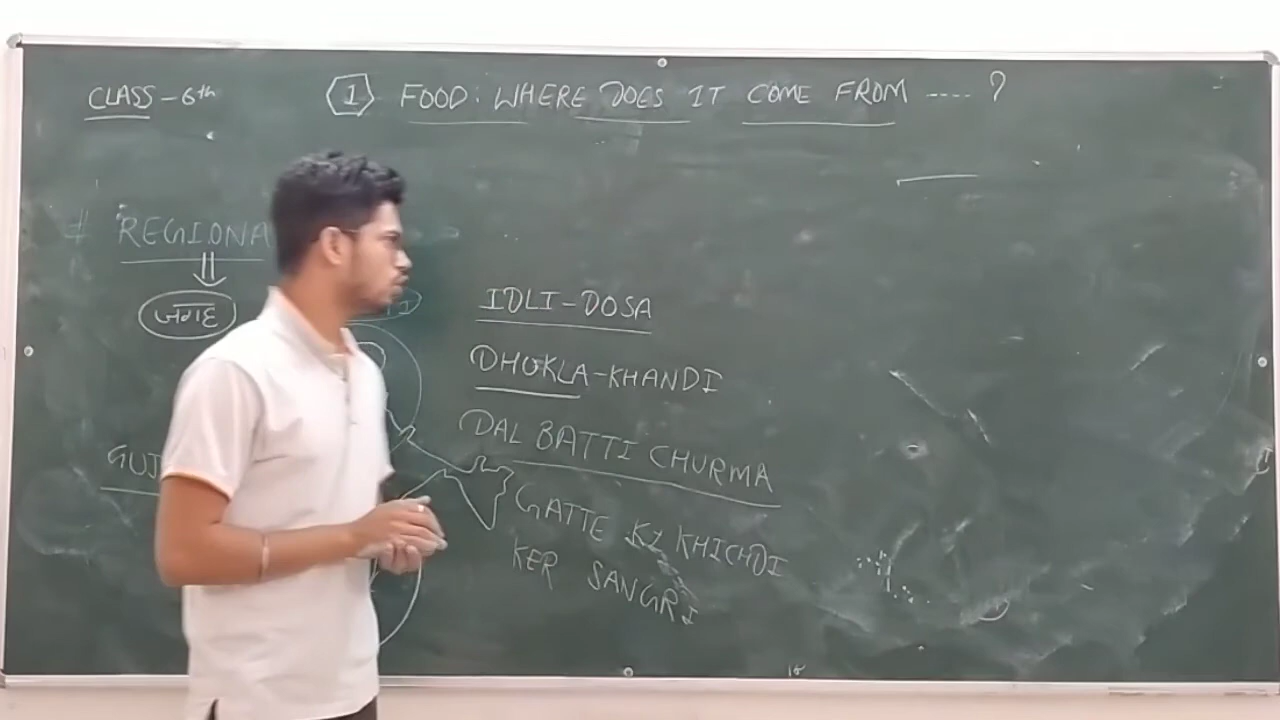 CLASS-6th
① FOOD: WHERE DOES IT COME FROM ---- ?
# REGIONA
जगह
IDLI-DOSA
DHOKLA-KHANDI
DAL BATTI CHURMA
GUJ
GATTE KI KHICHDI
KER SANGRI